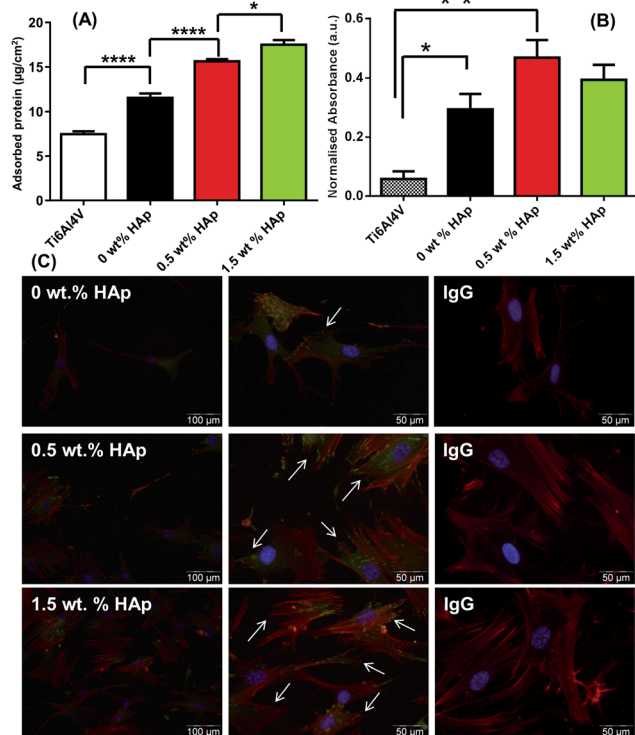 (A)
Adsorbed protein (µg/cm²)
20
15
10
5
0
****
****
*
Ti6Al4V
0 wt% HAp
0.5 wt% HAp
1.5 wt% HAp
(B)
Normalised Absorbance (a.u.)
0.6
0.4
0.2
0.0
* *
*
Ti6Al4V
0 wt% HAp
0.5 wt% HAp
1.5 wt% HAp
(C)
0 wt.% HAp
100 µm
50 µm
IgG
50 µm
0.5 wt.% HAp
100 µm
50 µm
IgG
50 µm
1.5 wt. % HAp
100 µm
50 µm
IgG
50 µm